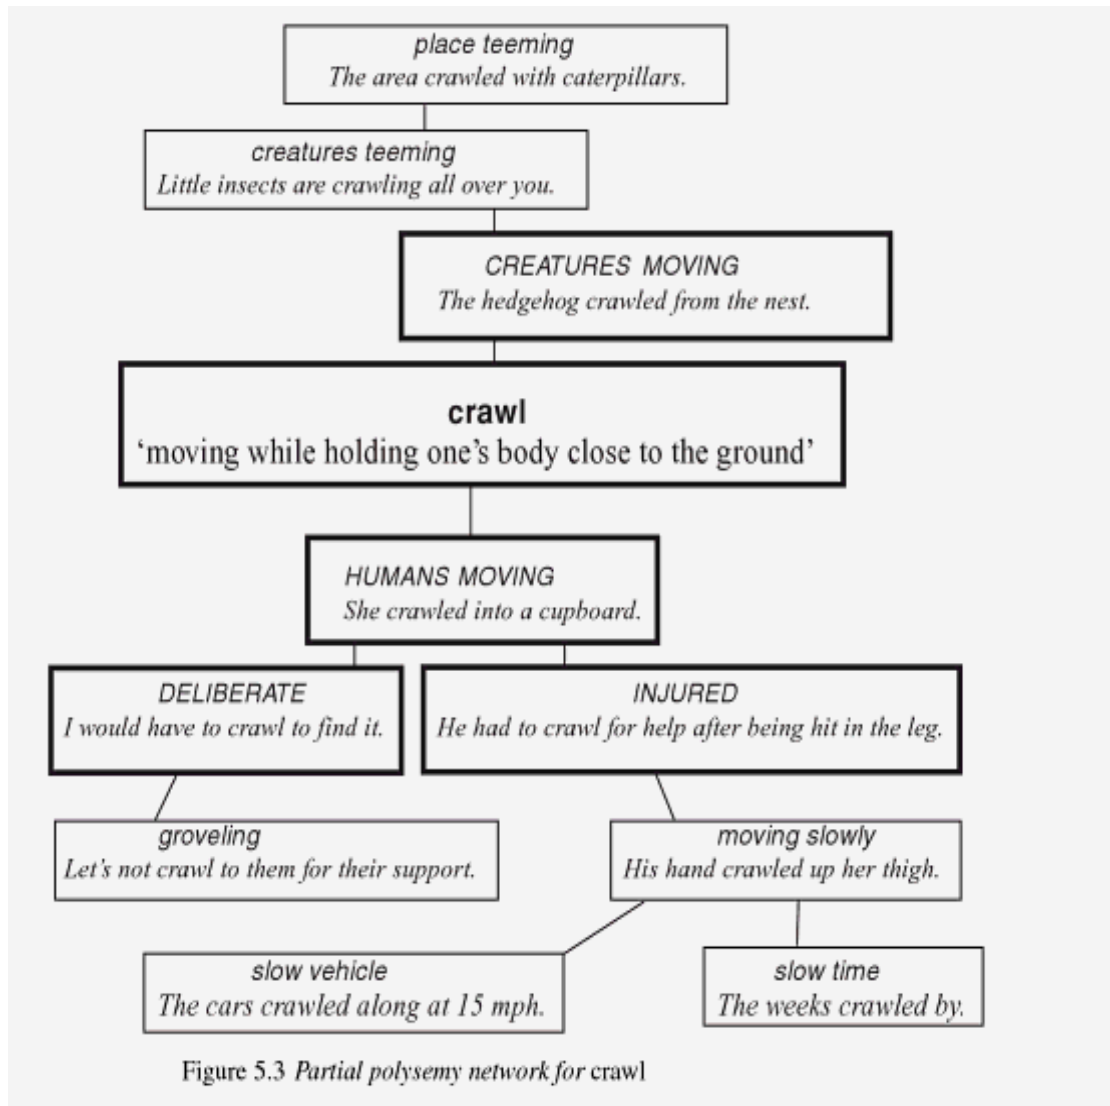 place teeming
The area crawled with caterpillars.
creatures teeming
Little insects are crawling all over you.
CREATURES MOVING
The hedgehog crawled from the nest.
crawl
‘moving while holding one’s body close to the ground’
HUMANS MOVING
She crawled into a cupboard.
DELIBERATE
I would have to crawl to find it.
INJURED
He had to crawl for help after being hit in the leg.
groveling
Let’s not crawl to them for their support.
moving slowly
His hand crawled up her thigh.
slow vehicle
The cars crawled along at 15 mph.
slow time
The weeks crawled by.
Figure 5.3 Partial polysemy network for crawl